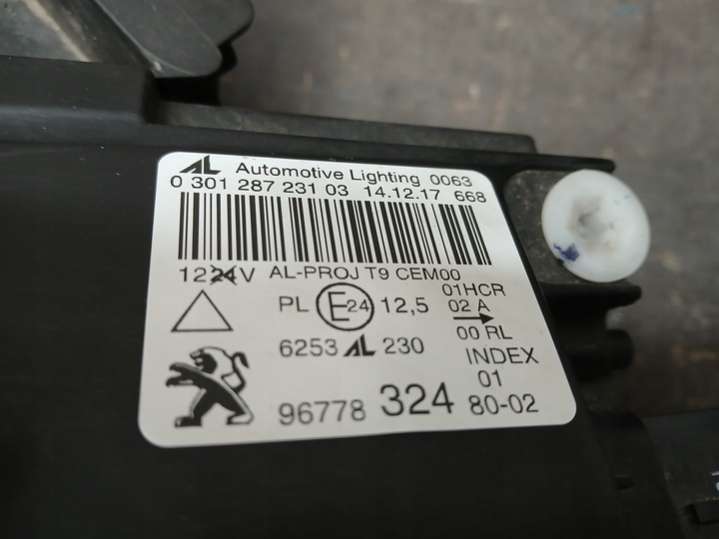 AL Automotive Lighting 0063
0 301 287 231 03 14.12.17 668
1224V AL-PROJ T9 CEM00
01HCR
PL E24 12,5 02 A
00 RL
6253 AL 230 INDEX
01
96778 324 80-02